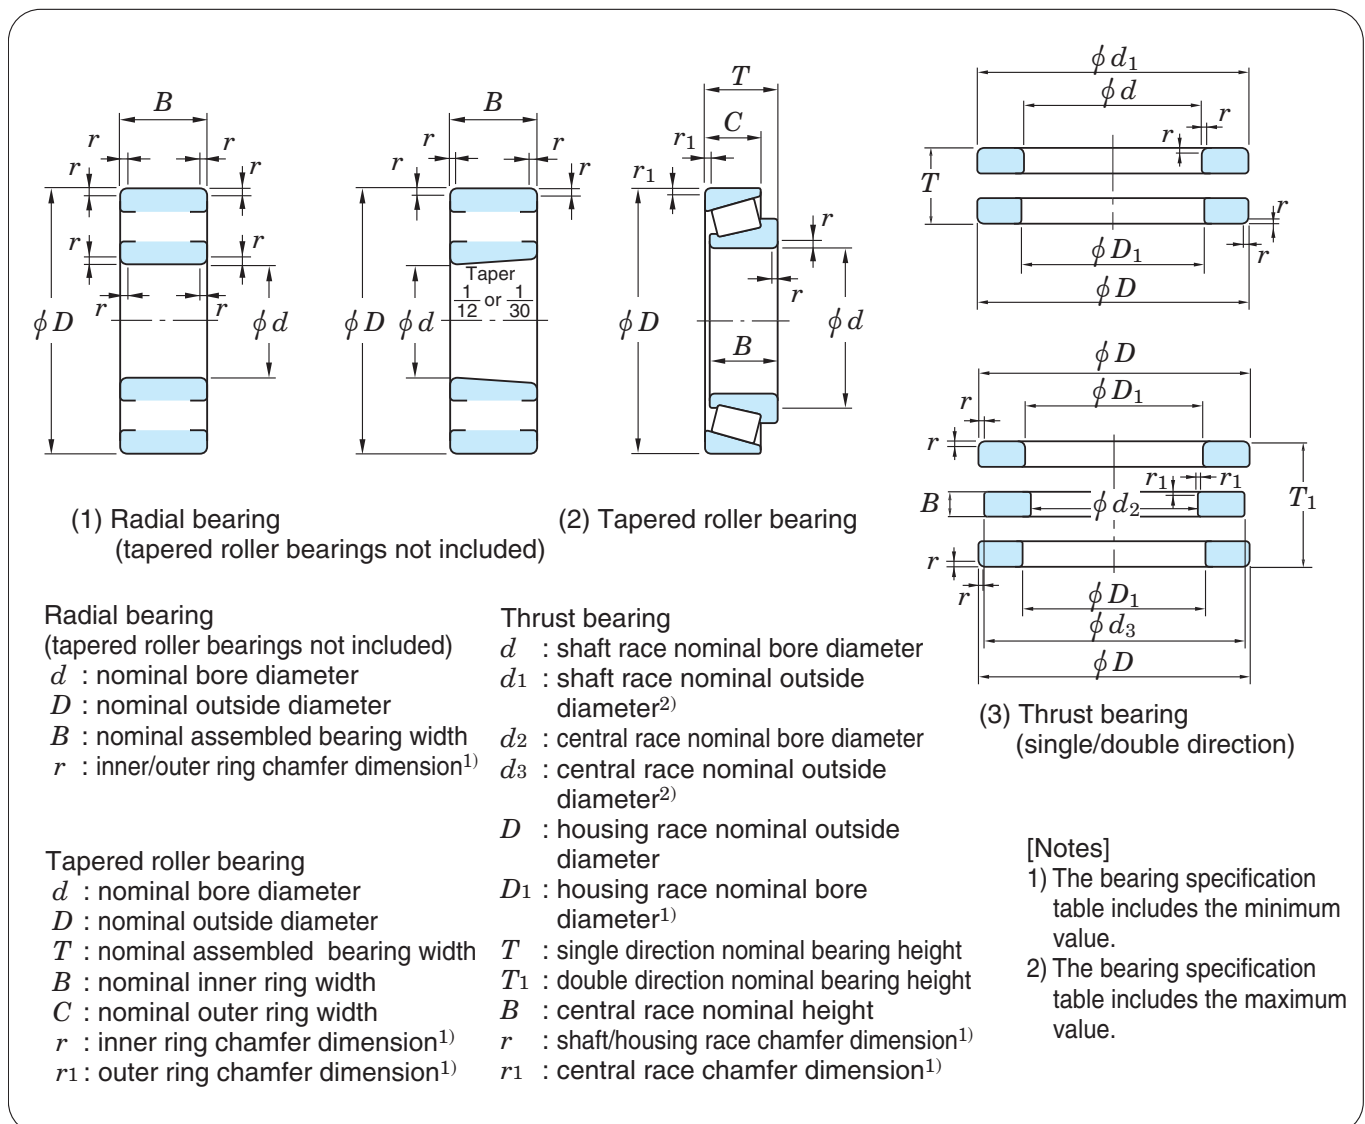 B
r
r
r
r
r
r
r
r
φD
φd
B
r
r
r
r
Taper
1/12 or 1/30
φD
φd
T
C
r1
r1
r
r
φD
φd
B
φd1
φd
r
r
T
r
r
φD1
φD
φD
φD1
r
r
r1
r1
B
φd2
T1
r
r
φD1
φd3
φD
(1) Radial bearing
(tapered roller bearings not included)
(2) Tapered roller bearing
(3) Thrust bearing
(single/double direction)
Radial bearing
(tapered roller bearings not included)
d : nominal bore diameter
D : nominal outside diameter
B : nominal assembled bearing width
r : inner/outer ring chamfer dimension1)
Tapered roller bearing
d : nominal bore diameter
D : nominal outside diameter
T : nominal assembled bearing width
B : nominal inner ring width
C : nominal outer ring width
r : inner ring chamfer dimension1)
r1 : outer ring chamfer dimension1)
Thrust bearing
d : shaft race nominal bore diameter
d1 : shaft race nominal outside
diameter2)
d2 : central race nominal bore diameter
d3 : central race nominal outside
diameter2)
D : housing race nominal outside
diameter
D1 : housing race nominal bore
diameter1)
T : single direction nominal bearing height
T1 : double direction nominal bearing height
B : central race nominal height
r : shaft/housing race chamfer dimension1)
r1 : central race chamfer dimension1)
[Notes]
1) The bearing specification
table includes the minimum
value.
2) The bearing specification
table includes the maximum
value.